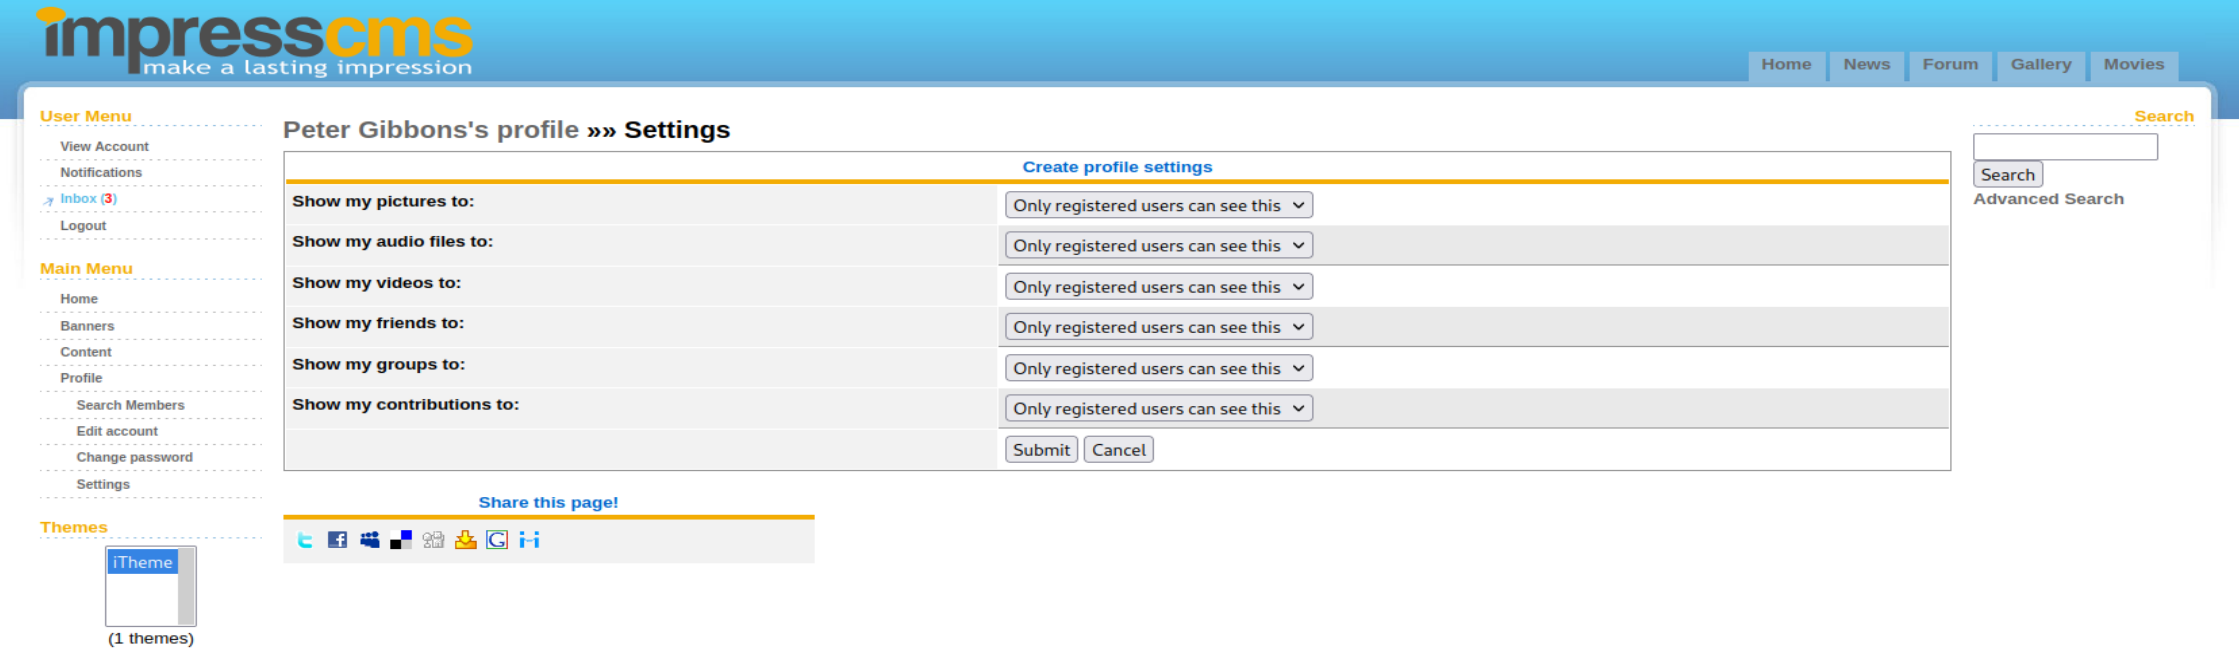 impresscms
make a lasting impression
Home News Forum Gallery Movies
User Menu
View Account
Notifications
Inbox (3)
Logout
Main Menu
Home
Banners
Content
Profile
Search Members
Edit account
Change password
Settings
Themes
iTheme
(1 themes)
Peter Gibbons's profile »» Settings
Create profile settings
Show my pictures to: Only registered users can see this
Show my audio files to: Only registered users can see this
Show my videos to: Only registered users can see this
Show my friends to: Only registered users can see this
Show my groups to: Only registered users can see this
Show my contributions to: Only registered users can see this
Submit Cancel
Share this page!
Search
Search
Advanced Search